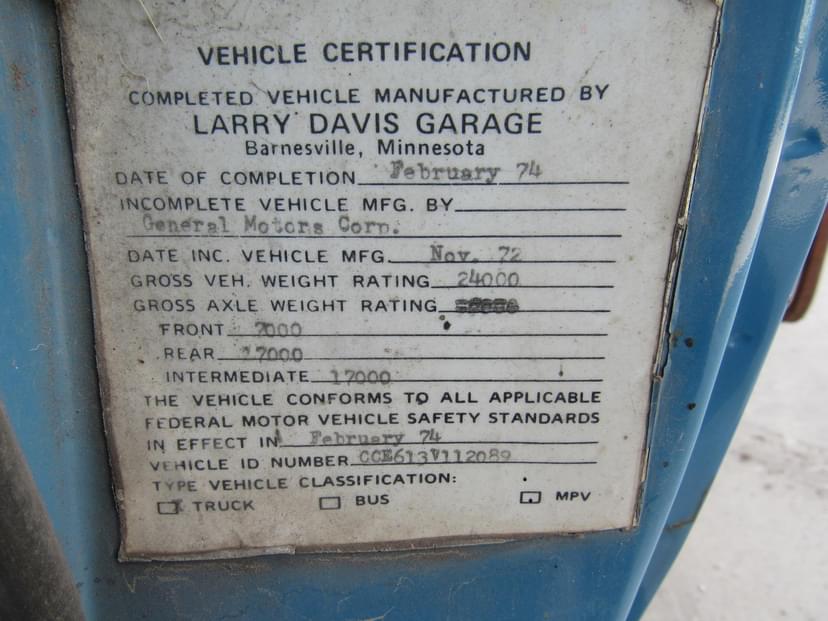 VEHICLE CERTIFICATION
COMPLETED VEHICLE MANUFACTURED BY
LARRY DAVIS GARAGE
Barnesville, Minnesota
DATE OF COMPLETION February 74
INCOMPLETE VEHICLE MFG. BY
General Motors Corp.
DATE INC. VEHICLE MFG. Nov. 72
GROSS VEH. WEIGHT RATING 24000
GROSS AXLE WEIGHT RATING
FRONT 7000
REAR 17000
INTERMEDIATE 17000
THE VEHICLE CONFORMS TO ALL APPLICABLE
FEDERAL MOTOR VEHICLE SAFETY STANDARDS
IN EFFECT IN February 74
VEHICLE ID NUMBER CCE613V112089
TYPE VEHICLE CLASSIFICATION:
X TRUCK BUS MPV